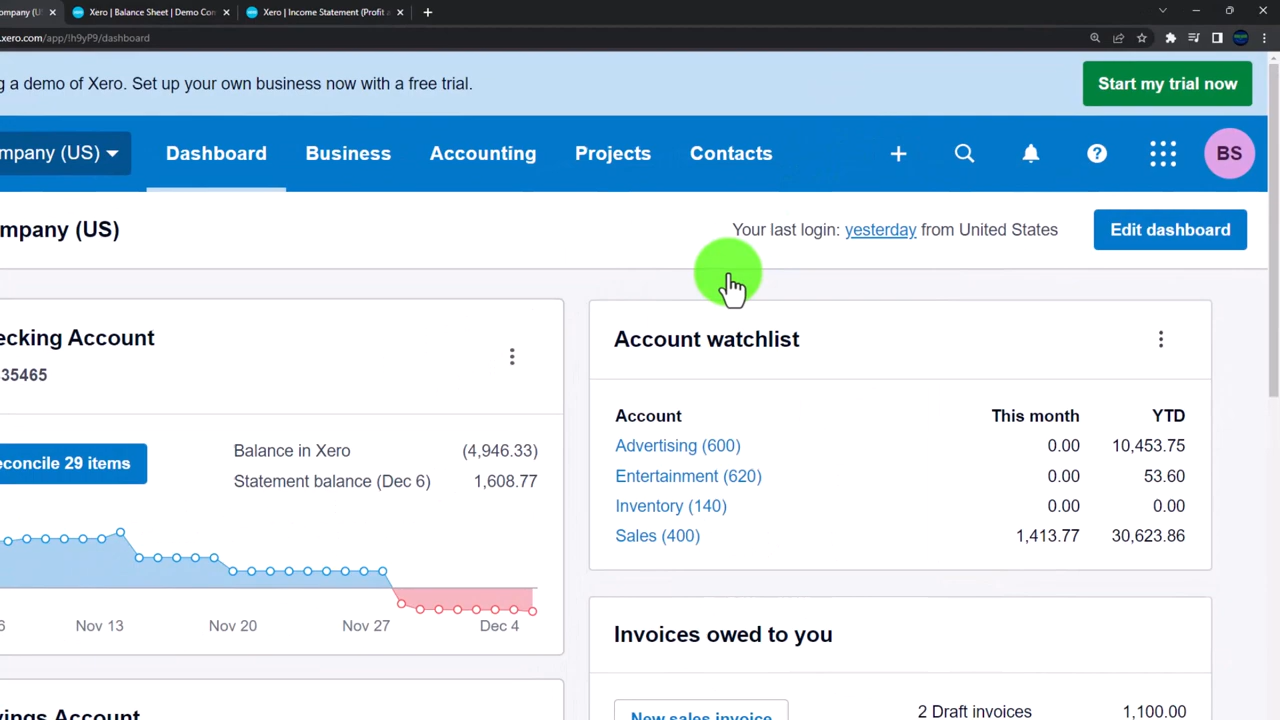 ompany (U
Xero | Balance Sheet | Demo Con
Xero | Income Statement (Profit a
.xero.com/app/!h9yP9/dashboard
g a demo of Xero. Set up your own business now with a free trial.
Start my trial now
mpany (US)
Dashboard
Business
Accounting
Projects
Contacts
BS
mpany (US)
Your last login: yesterday from United States
Edit dashboard
ecking Account
35465
econcile 29 items
Balance in Xero (4,946.33)
Statement balance (Dec 6) 1,608.77
6 Nov 13 Nov 20 Nov 27 Dec 4
Account watchlist
Account This month YTD
Advertising (600) 0.00 10,453.75
Entertainment (620) 0.00 53.60
Inventory (140) 0.00 0.00
Sales (400) 1,413.77 30,623.86
Invoices owed to you
New sales invoice
2 Draft invoices 1,100.00
vings Account